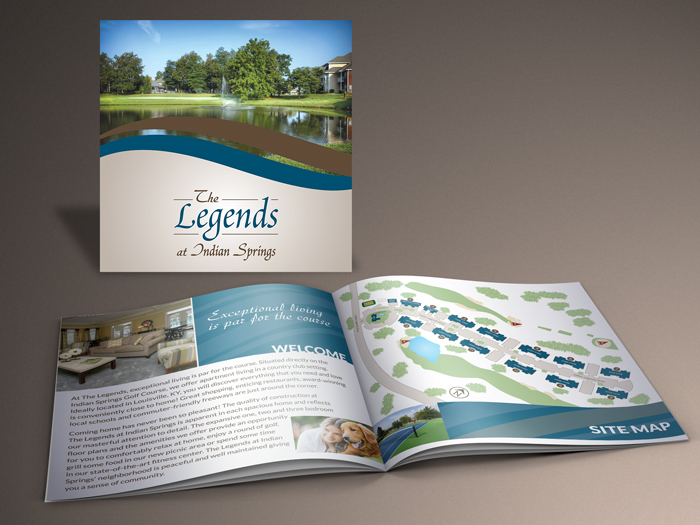 The
Legends
at Indian Springs
Exceptional living
is par for the course
WELCOME
At The Legends, exceptional living is par for the course. Situated directly on the
Indian Springs Golf Course, we offer apartment living in a country club setting.
Ideally located in Louisville, KY, you will discover everything that you need and love
is conveniently close to home! Great shopping, enticing restaurants, award-winning
local schools and commuter-friendly freeways are just around the corner.
Coming home has never been so pleasant! The quality of construction at
The Legends at Indian Springs is apparent in each spacious home and reflects
our masterful attention to detail. The expansive one, two and three bedroom
floor plans and the amenities we offer provide an opportunity
for you to comfortably relax at home, enjoy a round of golf,
grill some food in our new picnic area or spend some time
in our state-of-the-art fitness center. The Legends at Indian
Springs' neighborhood is peaceful and well maintained giving
you a sense of community.
SITE MAP